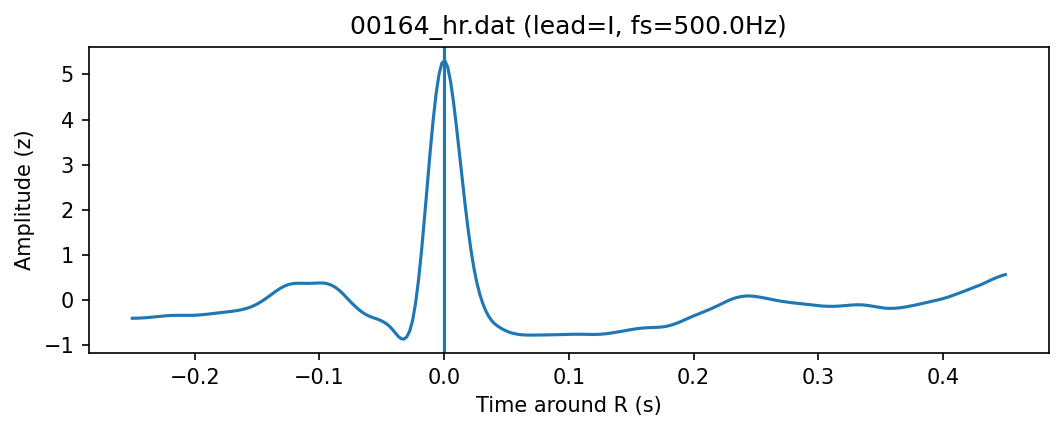 00164_hr.dat (lead=I, fs=500.0Hz)
Amplitude (z)
5
4
3
2
1
0
−1
−0.2 −0.1 0.0 0.1 0.2 0.3 0.4
Time around R (s)